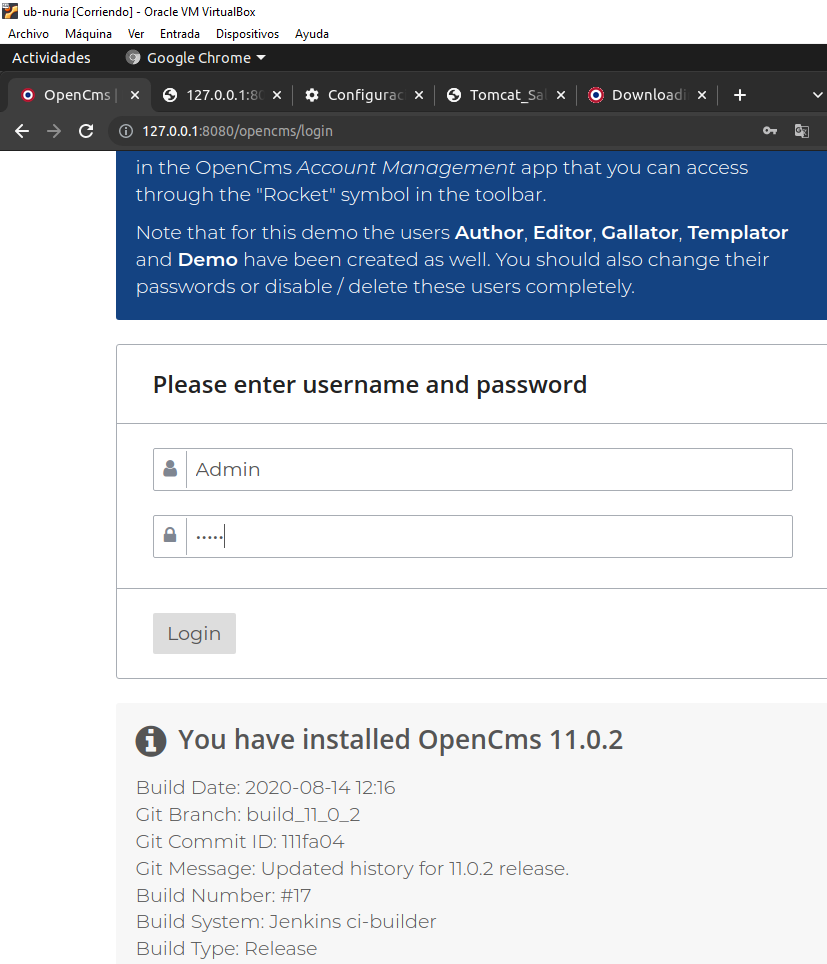 ub-nuria [Corriendo] - Oracle VM VirtualBox
Archivo Máquina Ver Entrada Dispositivos Ayuda
Actividades Google Chrome
OpenCms | 127.0.0.1:80 Configurac Tomcat_Sal Downloadi
127.0.0.1:8080/opencms/login
in the OpenCms Account Management app that you can access
through the "Rocket" symbol in the toolbar.
Note that for this demo the users Author, Editor, Gallator, Templator
and Demo have been created as well. You should also change their
passwords or disable / delete these users completely.
Please enter username and password
Admin
•••••
Login
You have installed OpenCms 11.0.2
Build Date: 2020-08-14 12:16
Git Branch: build_11_0_2
Git Commit ID: 111fa04
Git Message: Updated history for 11.0.2 release.
Build Number: #17
Build System: Jenkins ci-builder
Build Type: Release